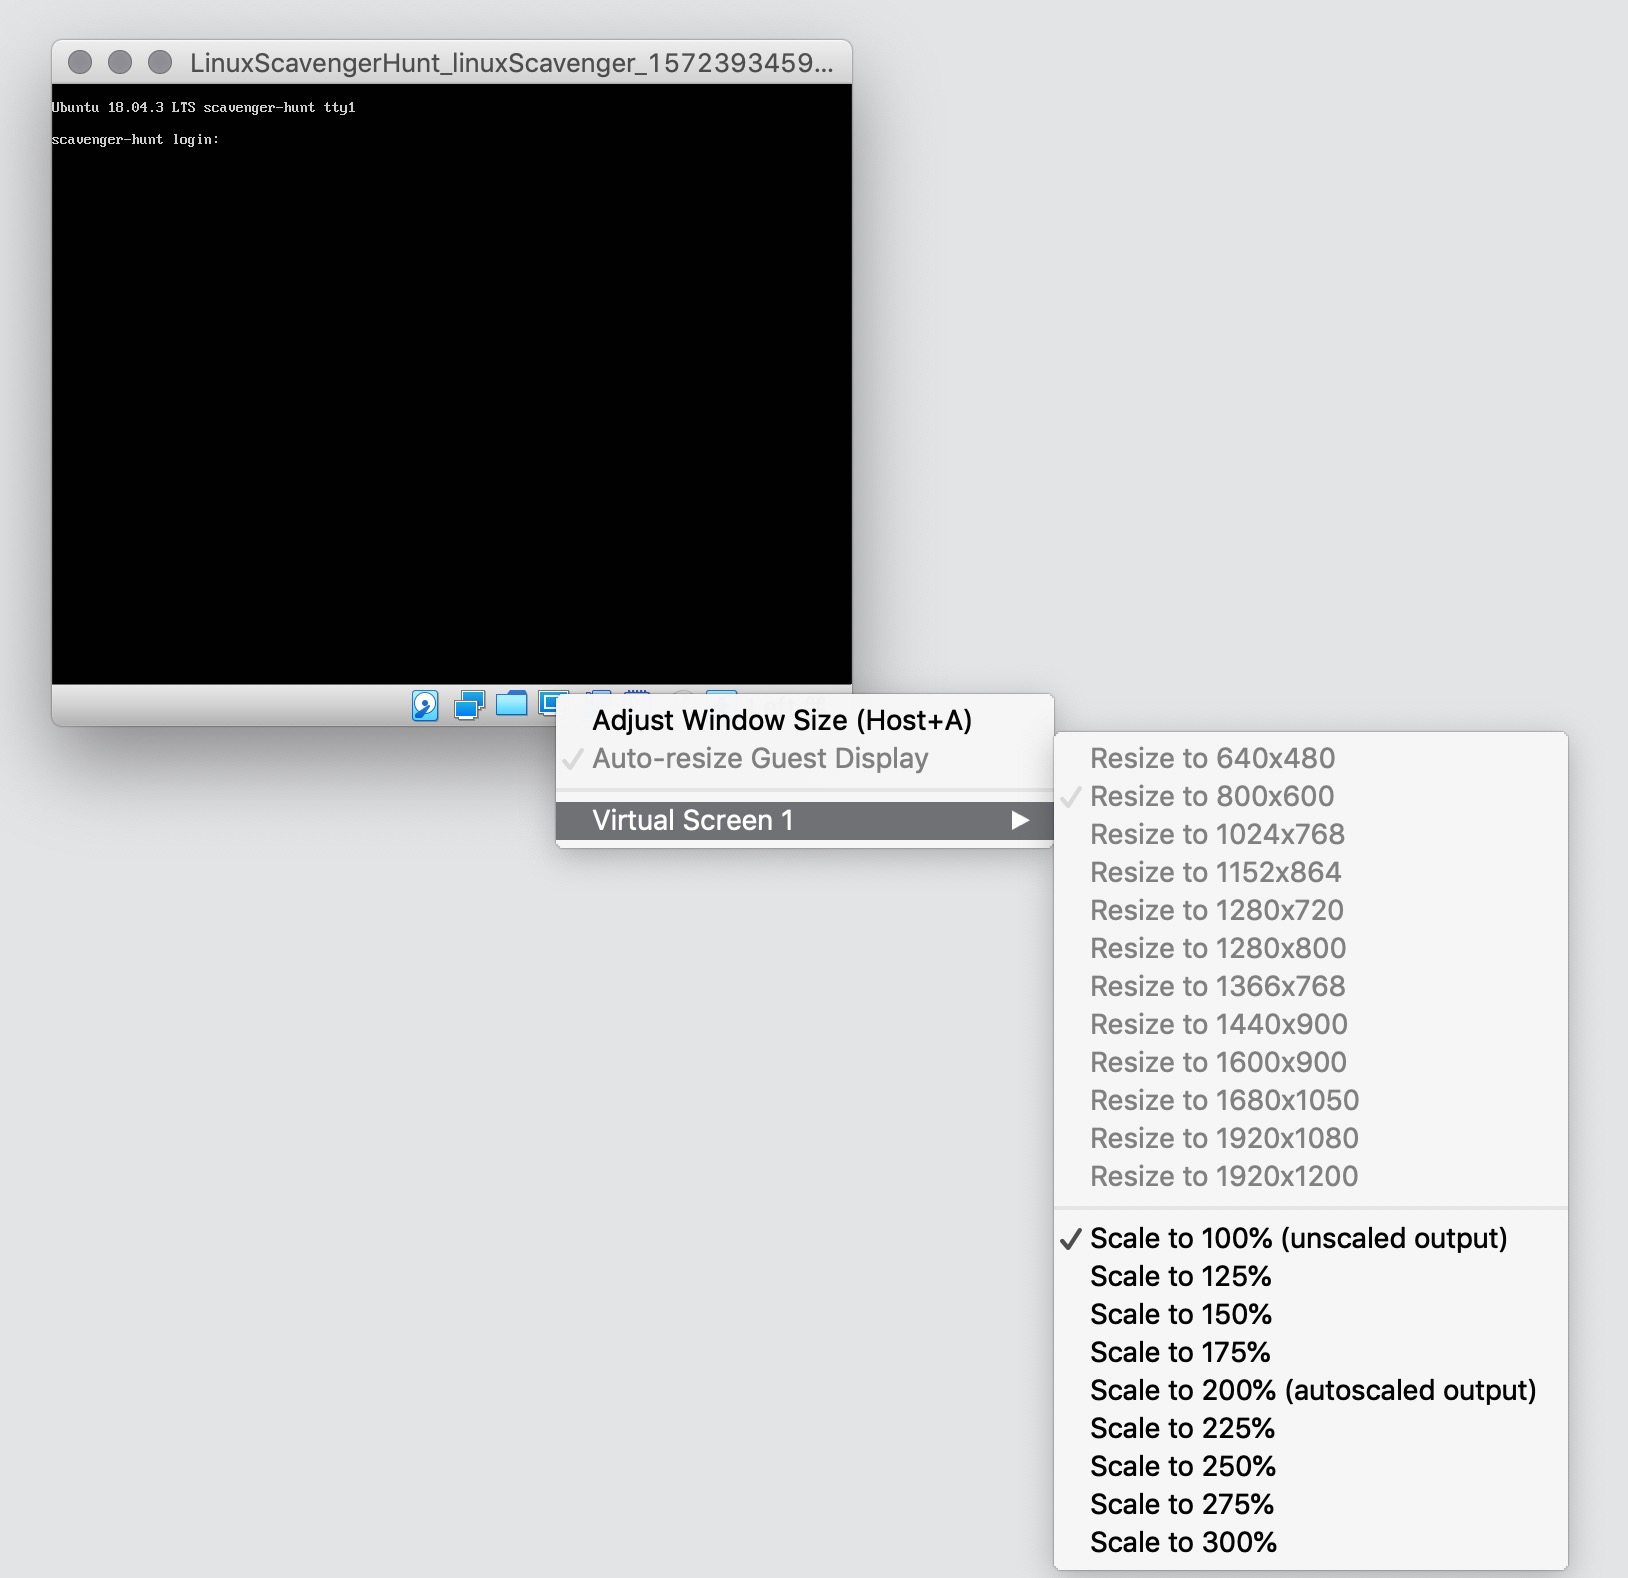 LinuxScavengerHunt_linuxScavenger_1572393459...
Ubuntu 18.04.3 LTS scavenger-hunt tty1
scavenger-hunt login:
Adjust Window Size (Host+A)
Auto-resize Guest Display
Virtual Screen 1
Resize to 640x480
Resize to 800x600
Resize to 1024x768
Resize to 1152x864
Resize to 1280x720
Resize to 1280x800
Resize to 1366x768
Resize to 1440x900
Resize to 1600x900
Resize to 1680x1050
Resize to 1920x1080
Resize to 1920x1200
Scale to 100% (unscaled output)
Scale to 125%
Scale to 150%
Scale to 175%
Scale to 200% (autoscaled output)
Scale to 225%
Scale to 250%
Scale to 275%
Scale to 300%